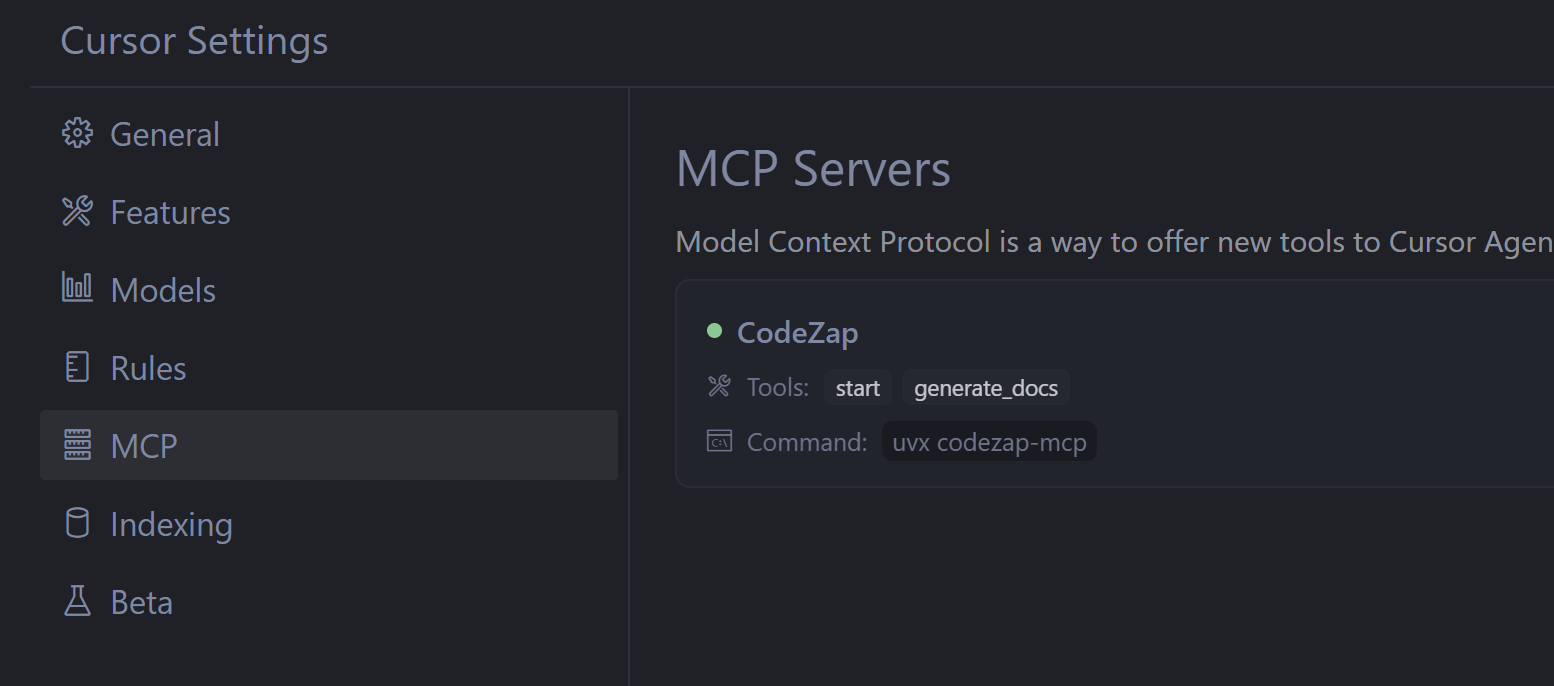 Cursor Settings
General
Features
Models
Rules
MCP
Indexing
Beta
MCP Servers
Model Context Protocol is a way to offer new tools to Cursor Agen
CodeZap
Tools: start generate_docs
C:\ Command: uvx codezap-mcp